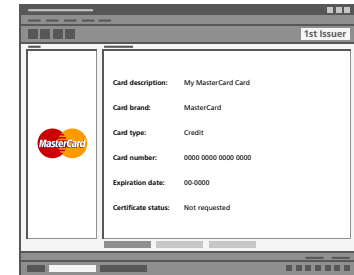 1st Issuer
MasterCard
Card description: My MasterCard Card
Card brand: MasterCard
Card type: Credit
Card number: 0000 0000 0000 0000
Expiration date: 00-0000
Certificate status: Not requested